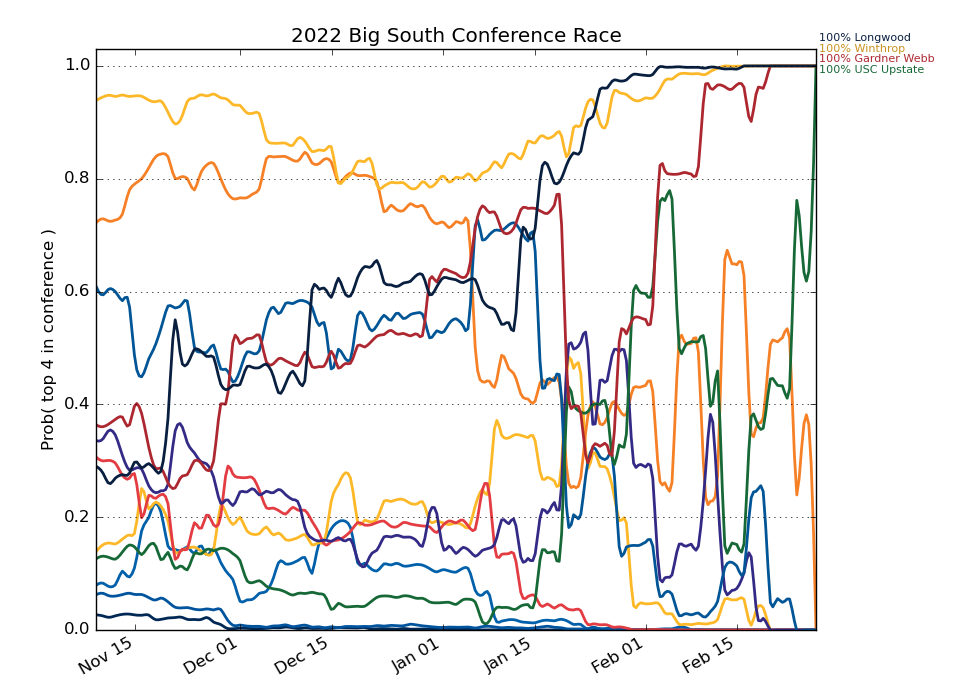 2022 Big South Conference Race
100% Longwood
100% Winthrop
100% Gardner Webb
100% USC Upstate
Prob( top 4 in conference )
1.0
0.8
0.6
0.4
0.2
0.0
Nov 15
Dec 01
Dec 15
Jan 01
Jan 15
Feb 01
Feb 15